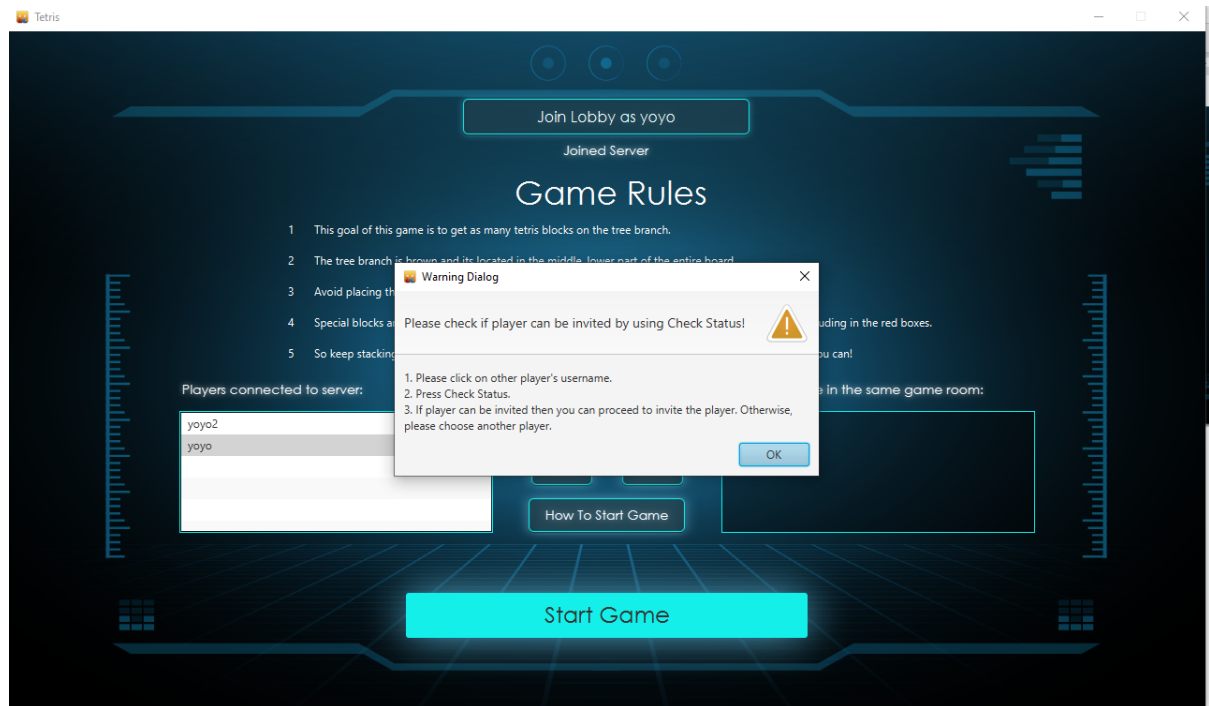 Tetris
Join Lobby as yoyo
Joined Server
Game Rules
1 This goal of this game is to get as many tetris blocks on the tree branch.
2 The tree branch is brown and its located in the middle, lower part of the entire board.
3 Avoid placing
4 Special blocks uding in the red boxes.
5 So keep stacking ou can!
Warning Dialog
Please check if player can be invited by using Check Status!
1. Please click on other player's username.
2. Press Check Status.
3. If player can be invited then you can proceed to invite the player. Otherwise,
please choose another player.
OK
Players connected to server:
in the same game room:
yoyo2
yoyo
How To Start Game
Start Game